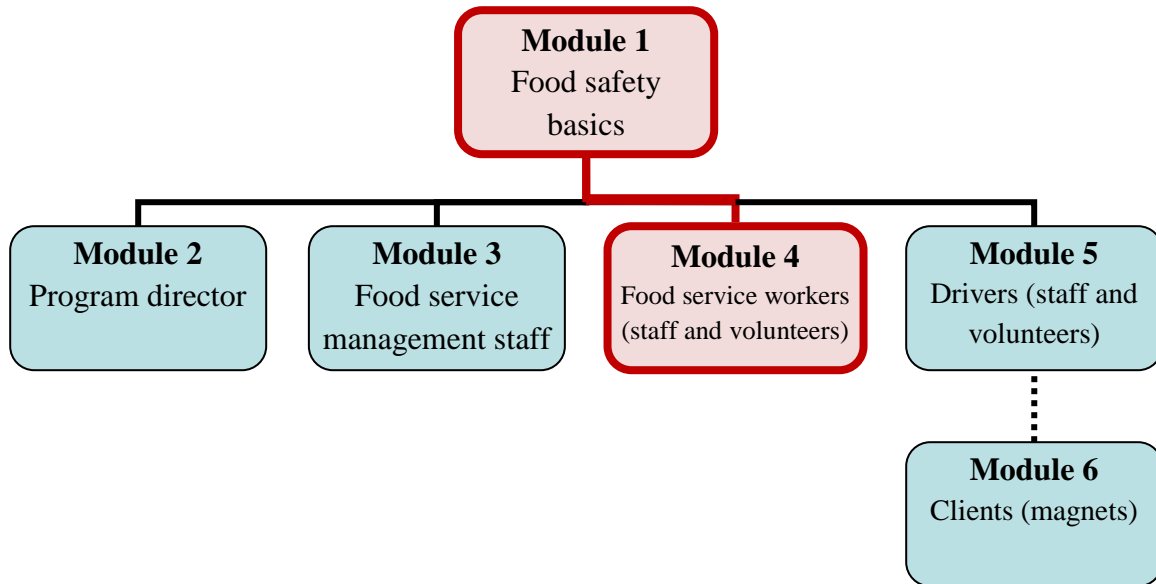 Module 1
Food safety
basics
Module 2
Program director
Module 3
Food service
management staff
Module 4
Food service workers
(staff and volunteers)
Module 5
Drivers (staff and
volunteers)
Module 6
Clients (magnets)